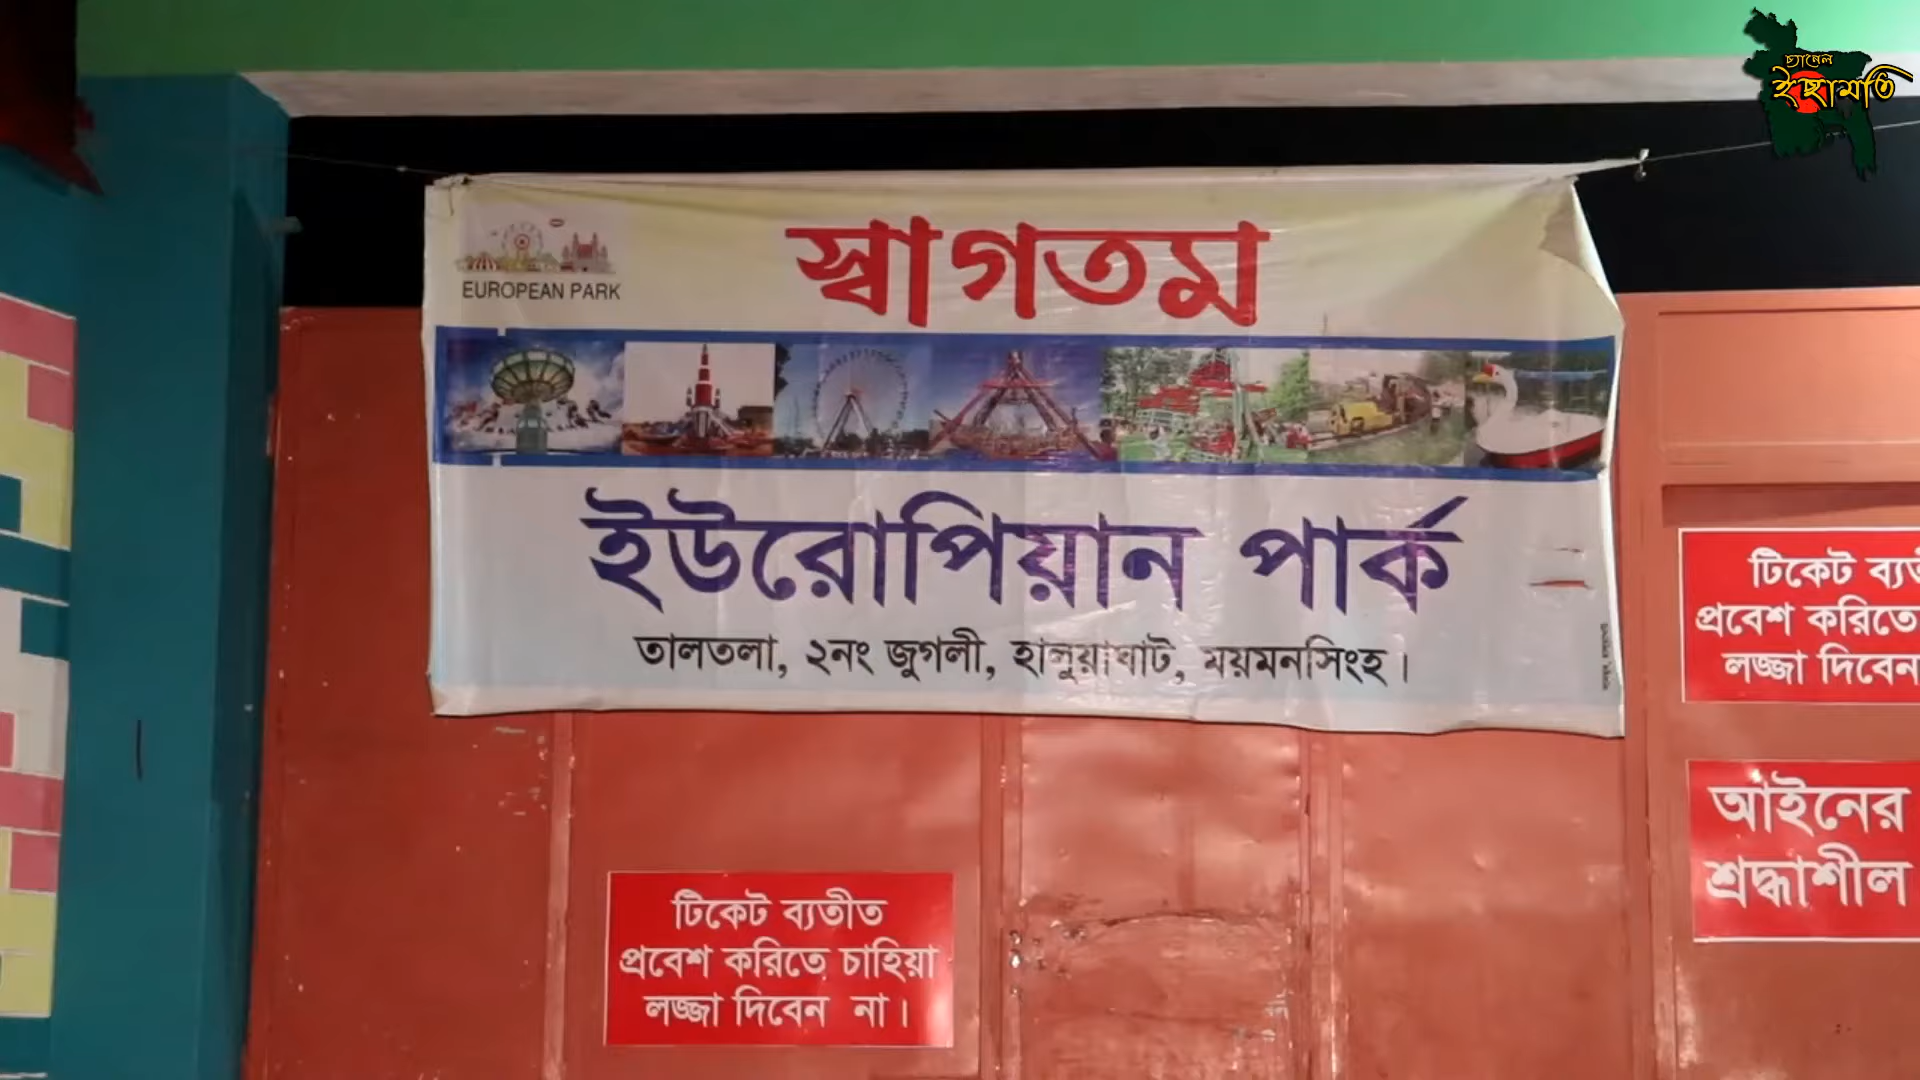 চ্যানেল
ইছামতি
EUROPEAN PARK
স্বাগতম
ইউরোপিয়ান পার্ক
তালতলা, ২নং জুগলী, হালুয়াঘাট, ময়মনসিংহ।
টিকেট ব্যতীত
প্রবেশ করিতে চাহিয়া
লজ্জা দিবেন না।
টিকেট
প্রবেশ করিতে
লজ্জা দিবেন
আইনের
শ্রদ্ধাশীল